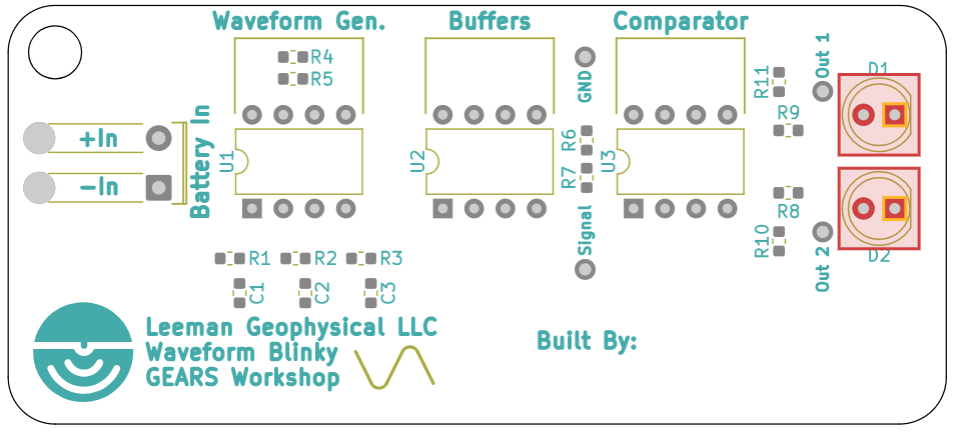 Waveform Gen.
Buffers
Comparator
R4
R5
GND
R11
Out 1
D1
R9
+In
-In
Battery In
U1
U2
R6
R7
U3
Signal
R8
R10
Out 2
D2
R1
R2
R3
C1
C2
C3
Leeman Geophysical LLC
Waveform Blinky
GEARS Workshop
Built By: